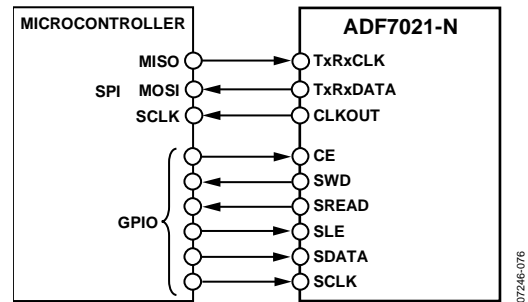 MICROCONTROLLER
ADF7021-N
MISO
TxRxCLK
SPI
MOSI
TxRxDATA
SCLK
CLKOUT
CE
SWD
SREAD
GPIO
SLE
SDATA
SCLK
07246-076